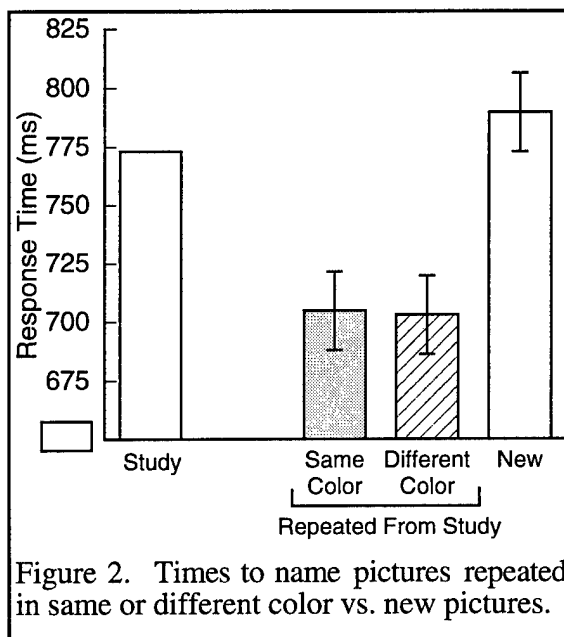 825
800
775
750
725
700
675
Response Time (ms)
Study
Same Color
Different Color
New
Repeated From Study
Figure 2. Times to name pictures repeated
in same or different color vs. new pictures.